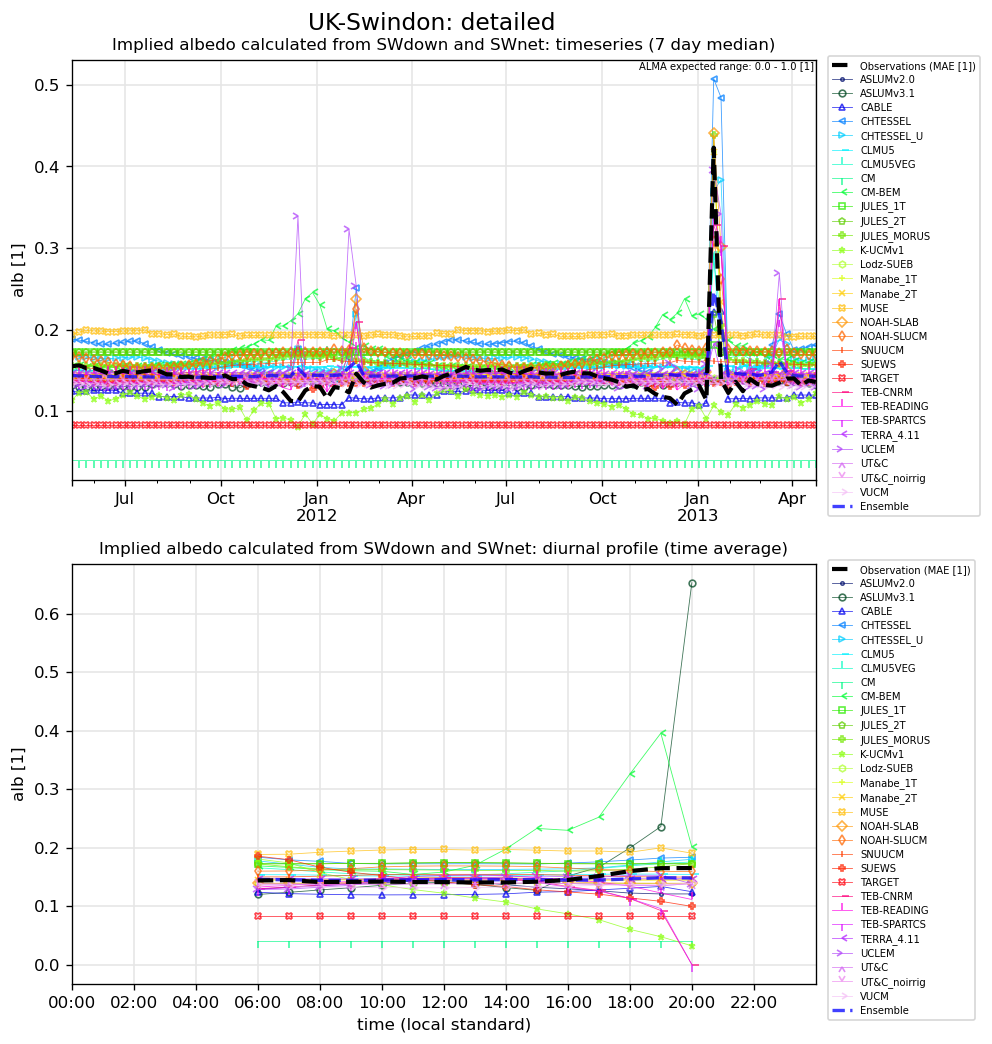 UK-Swindon: detailed
Implied albedo calculated from SWdown and SWnet: timeseries (7 day median)
ALMA expected range: 0.0 - 1.0 [1]
alb [1]
0.5
0.4
0.3
0.2
0.1
Jul
Oct
Jan
2012
Apr
Jul
Oct
Jan
2013
Apr
Observations (MAE [1])
ASLUMv2.0
ASLUMv3.1
CABLE
CHTESSEL
CHTESSEL_U
CLMU5
CLMU5VEG
CM
CM-BEM
JULES_1T
JULES_2T
JULES_MORUS
K-UCMv1
Lodz-SUEB
Manabe_1T
Manabe_2T
MUSE
NOAH-SLAB
NOAH-SLUCM
SNUUCM
SUEWS
TARGET
TEB-CNRM
TEB-READING
TEB-SPARTCS
TERRA_4.11
UCLEM
UT&C
UT&C_noirrig
VUCM
Ensemble
Implied albedo calculated from SWdown and SWnet: diurnal profile (time average)
alb [1]
0.6
0.5
0.4
0.3
0.2
0.1
0.0
00:00
02:00
04:00
06:00
08:00
10:00
12:00
14:00
16:00
18:00
20:00
22:00
time (local standard)
Observation (MAE [1])
ASLUMv2.0
ASLUMv3.1
CABLE
CHTESSEL
CHTESSEL_U
CLMU5
CLMU5VEG
CM
CM-BEM
JULES_1T
JULES_2T
JULES_MORUS
K-UCMv1
Lodz-SUEB
Manabe_1T
Manabe_2T
MUSE
NOAH-SLAB
NOAH-SLUCM
SNUUCM
SUEWS
TARGET
TEB-CNRM
TEB-READING
TEB-SPARTCS
TERRA_4.11
UCLEM
UT&C
UT&C_noirrig
VUCM
Ensemble